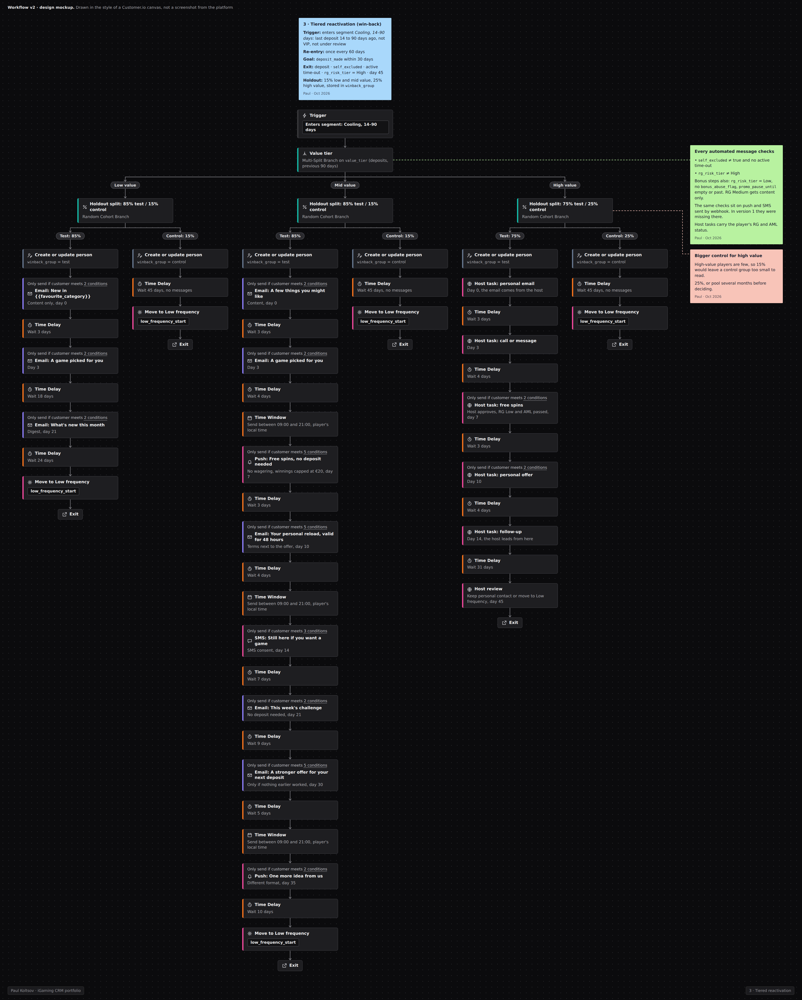 Workflow v2 · design mockup. Drawn in the style of a Customer.io canvas, not a screenshot from the platform
3 · Tiered reactivation (win-back)
Trigger: enters segment Cooling, 14–90
days: last deposit 14 to 90 days ago, not
VIP, not under review
Re-entry: once every 60 days
Goal: deposit_made within 30 days
Exit: deposit · self_excluded · active
time-out · rg_risk_tier = High · day 45
Holdout: 15% low and mid value, 25%
high value, stored in winback_group
Paul · Oct 2026
Trigger
Enters segment: Cooling, 14–90
days
Value tier
Multi-Split Branch on value_tier (deposits,
previous 90 days)
Every automated message checks
• self_excluded ≠ true and no active
time-out
• rg_risk_tier ≠ High
Bonus steps also: rg_risk_tier = Low,
no bonus_abuse_flag, promo_pause_until
empty or past. RG Medium gets content
only.
The same checks sit on push and SMS
sent by webhook. In version 1 they were
missing there.
Host tasks carry the player's RG and AML
status.
Paul · Oct 2026
Bigger control for high value
High-value players are few, so 15%
would leave a control group too small to
read.
25%, or pool several months before
deciding.
Paul · Oct 2026
Low value
Holdout split: 85% test / 15%
control
Random Cohort Branch
Test: 85%
Create or update person
winback_group = test
Only send if customer meets 2 conditions
Email: New in
{{favourite_category}}
Content only, day 0
Time Delay
Wait 3 days
Only send if customer meets 2 conditions
Email: A game picked for you
Day 3
Time Delay
Wait 18 days
Only send if customer meets 2 conditions
Email: What's new this month
Digest, day 21
Time Delay
Wait 24 days
Move to Low frequency
low_frequency_start
Exit
Control: 15%
Create or update person
winback_group = control
Time Delay
Wait 45 days, no messages
Move to Low frequency
low_frequency_start
Exit
Mid value
Holdout split: 85% test / 15%
control
Random Cohort Branch
Test: 85%
Create or update person
winback_group = test
Only send if customer meets 2 conditions
Email: A few things you might
like
Content, day 0
Time Delay
Wait 3 days
Only send if customer meets 2 conditions
Email: A game picked for you
Day 3
Time Delay
Wait 4 days
Time Window
Send between 09:00 and 21:00, player's
local time
Only send if customer meets 5 conditions
Push: Free spins, no deposit
needed
No wagering, winnings capped at €20, day
7
Time Delay
Wait 3 days
Only send if customer meets 5 conditions
Email: Your personal reload, valid
for 48 hours
Terms next to the offer, day 10
Time Delay
Wait 4 days
Time Window
Send between 09:00 and 21:00, player's
local time
Only send if customer meets 3 conditions
SMS: Still here if you want a
game
SMS consent, day 14
Time Delay
Wait 7 days
Only send if customer meets 2 conditions
Email: This week's challenge
No deposit needed, day 21
Time Delay
Wait 9 days
Only send if customer meets 5 conditions
Email: A stronger offer for your
next deposit
Only if nothing earlier worked, day 30
Time Delay
Wait 5 days
Time Window
Send between 09:00 and 21:00, player's
local time
Only send if customer meets 2 conditions
Push: One more idea from us
Different format, day 35
Time Delay
Wait 10 days
Move to Low frequency
low_frequency_start
Exit
Control: 15%
Create or update person
winback_group = control
Time Delay
Wait 45 days, no messages
Move to Low frequency
low_frequency_start
Exit
High value
Holdout split: 75% test / 25%
control
Random Cohort Branch
Test: 75%
Create or update person
winback_group = test
Host task: personal email
Day 0, the email comes from the host
Time Delay
Wait 3 days
Host task: call or message
Day 3
Time Delay
Wait 4 days
Only send if customer meets 2 conditions
Host task: free spins
Host approves, RG Low and AML passed,
day 7
Time Delay
Wait 3 days
Only send if customer meets 2 conditions
Host task: personal offer
Day 10
Time Delay
Wait 4 days
Host task: follow-up
Day 14, the host leads from here
Time Delay
Wait 31 days
Host review
Keep personal contact or move to Low
frequency, day 45
Exit
Control: 25%
Create or update person
winback_group = control
Time Delay
Wait 45 days, no messages
Move to Low frequency
low_frequency_start
Exit
Paul Koltsov · iGaming CRM portfolio
3 · Tiered reactivation